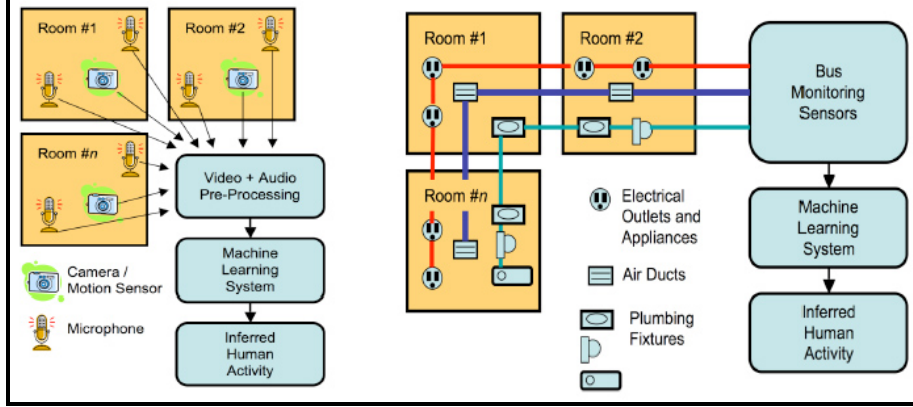 Room #1
Room #2
Room #n
Video + Audio
Pre-Processing
Machine
Learning
System
Inferred
Human
Activity
Camera /
Motion Sensor
Microphone
Room #1
Room #2
Room #n
Bus
Monitoring
Sensors
Machine
Learning
System
Inferred
Human
Activity
Electrical
Outlets and
Appliances
Air Ducts
Plumbing
Fixtures